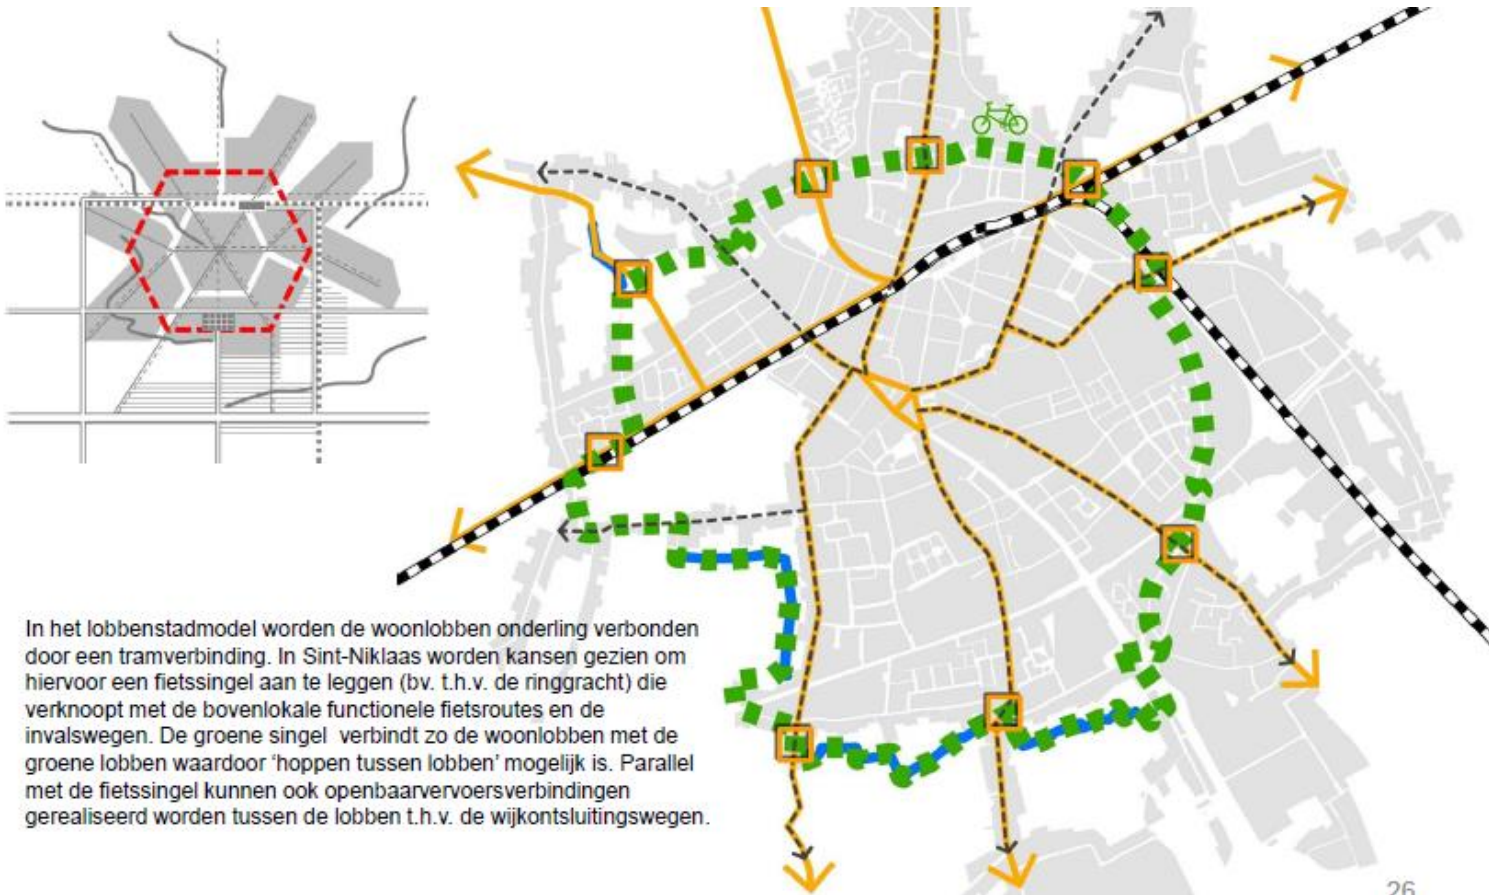 In het lobbenstadmodel worden de woonlobben onderling verbonden
door een tramverbinding. In Sint-Niklaas worden kansen gezien om
hiervoor een fietssingel aan te leggen (bv. t.h.v. de ringgracht) die
verknoopt met de bovenlokale functionele fietsroutes en de
invalswegen. De groene singel  verbindt zo de woonlobben met de
groene lobben waardoor ‘hoppen tussen lobben’ mogelijk is. Parallel
met de fietssingel kunnen ook openbaarvervoersverbindingen
gerealiseerd worden tussen de lobben t.h.v. de wijkontsluitingswegen.
26